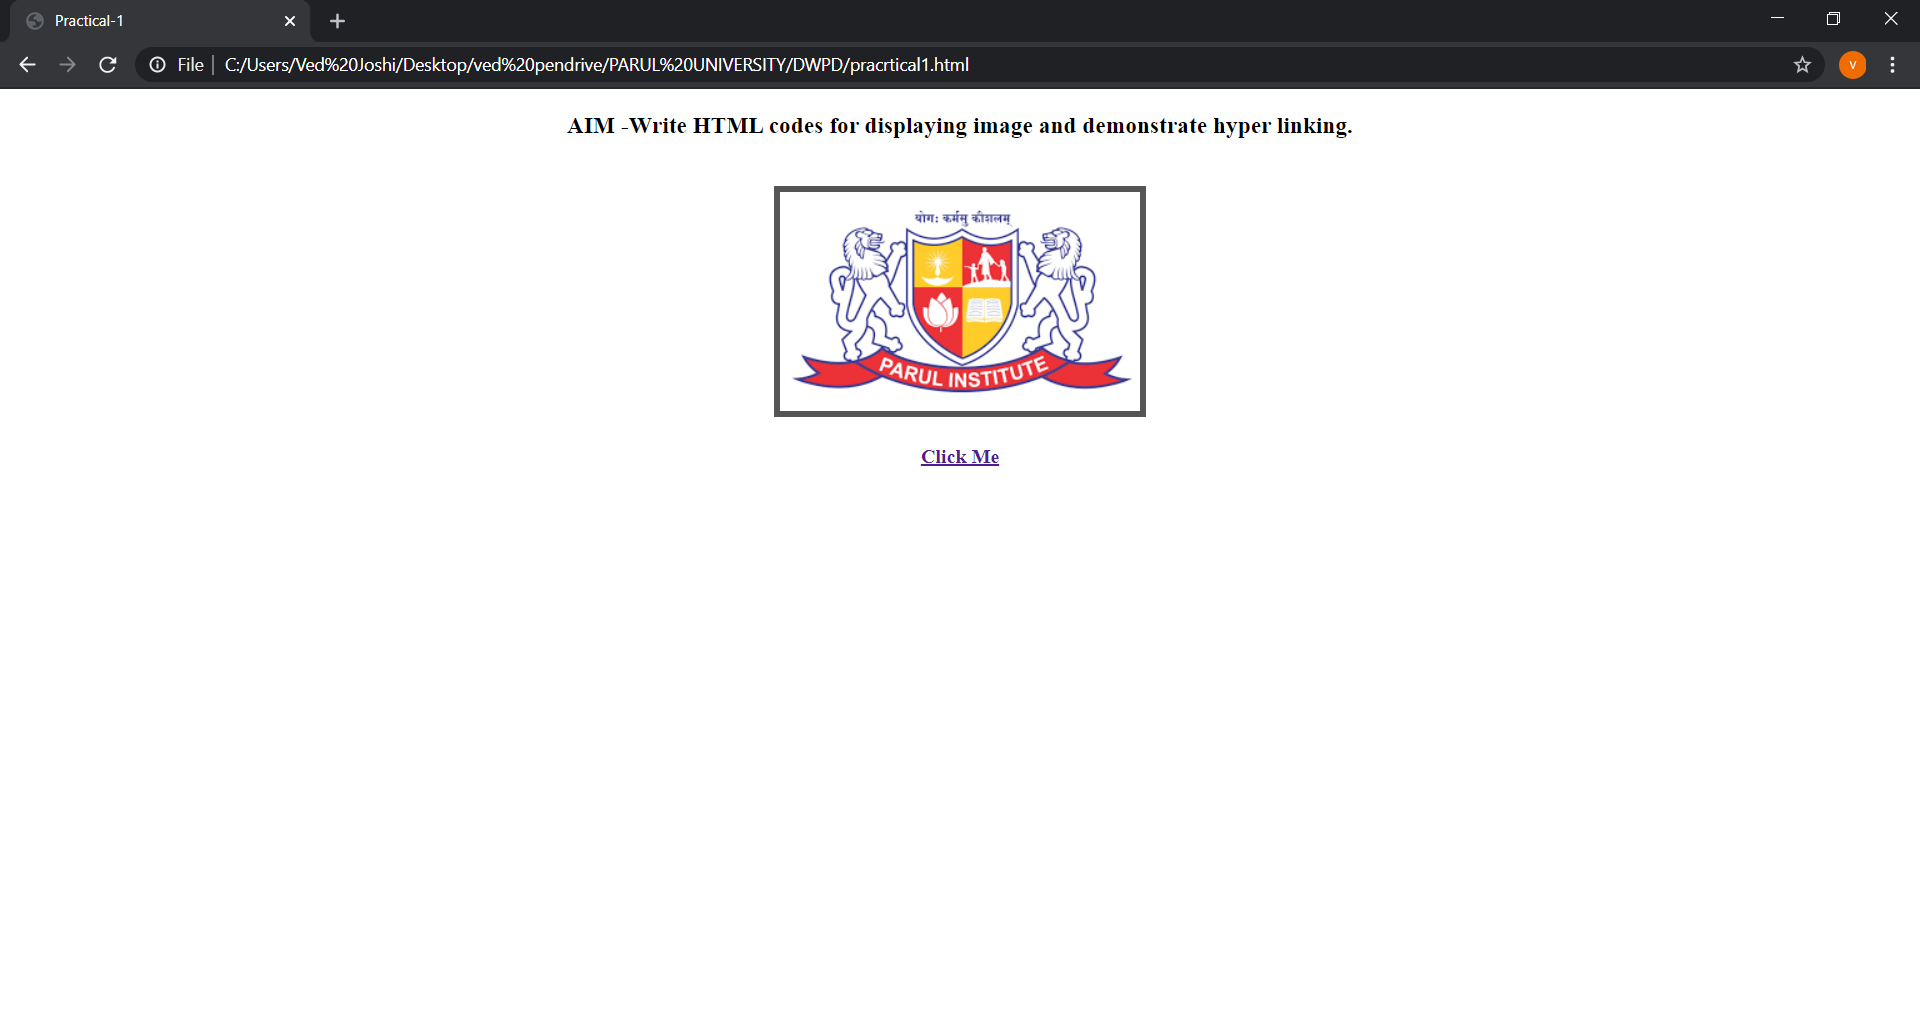 Practical-1
File C:/Users/Ved%20Joshi/Desktop/ved%20pendrive/PARUL%20UNIVERSITY/DWPD/pracrtical1.html
V
AIM -Write HTML codes for displaying image and demonstrate hyper linking.
योगः कर्मसु कौशलम्
PARUL INSTITUTE
Click Me